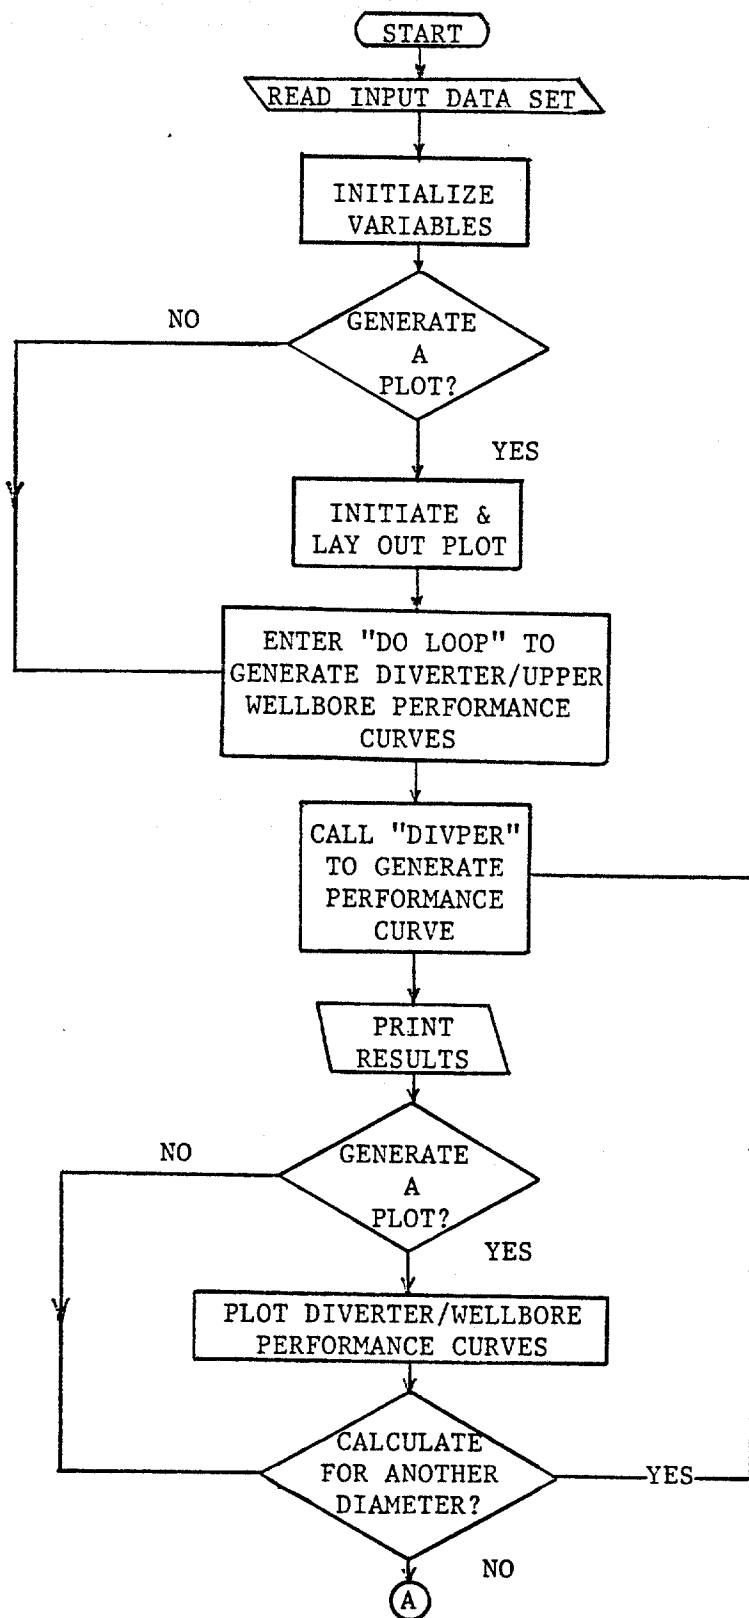 START
READ INPUT DATA SET
INITIALIZE
VARIABLES
NO
GENERATE
A
PLOT?
YES
INITIATE &
LAY OUT PLOT
ENTER "DO LOOP" TO
GENERATE DIVERTER/UPPER
WELLBORE PERFORMANCE
CURVES
CALL "DIVPER"
TO GENERATE
PERFORMANCE
CURVE
PRINT
RESULTS
NO
GENERATE
A
PLOT?
YES
PLOT DIVERTER/WELLBORE
PERFORMANCE CURVES
CALCULATE
FOR ANOTHER
DIAMETER?
YES
NO
A